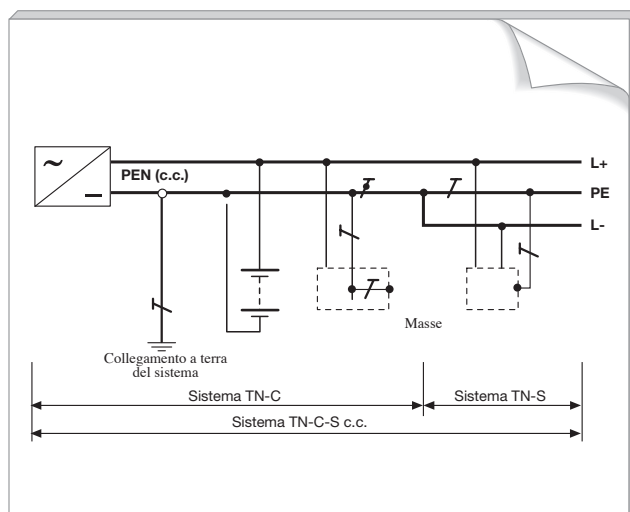 ~
–
PEN (c.c.)
L+
PE
L-
Masse
Collegamento a terra
del sistema
Sistema TN-C
Sistema TN-S
Sistema TN-C-S c.c.